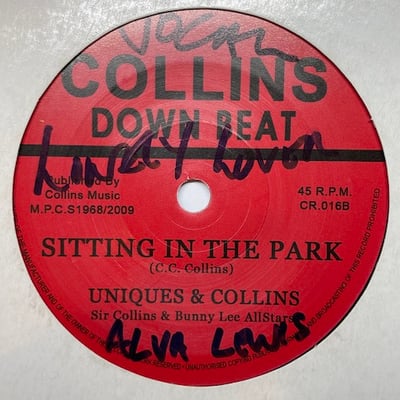 VOCAL
COLLINS
DOWN BEAT
LINKEY LOVER
Published By
Collins Music
M.P.C.S1968/2009
45 R.P.M.
CR.016B
SITTING IN THE PARK
(C.C. Collins)
UNIQUES & COLLINS
Sir Collins & Bunny Lee AllStars
ALVA LEWIS